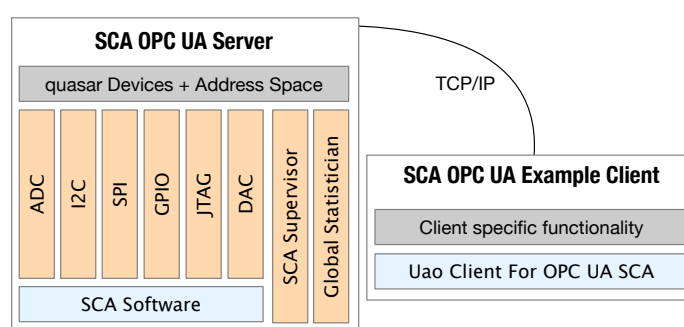 SCA OPC UA Server
quasar Devices + Address Space
ADC
I2C
SPI
GPIO
JTAG
DAC
SCA Supervisor
Global Statistician
SCA Software
TCP/IP
SCA OPC UA Example Client
Client specific functionality
Uao Client For OPC UA SCA